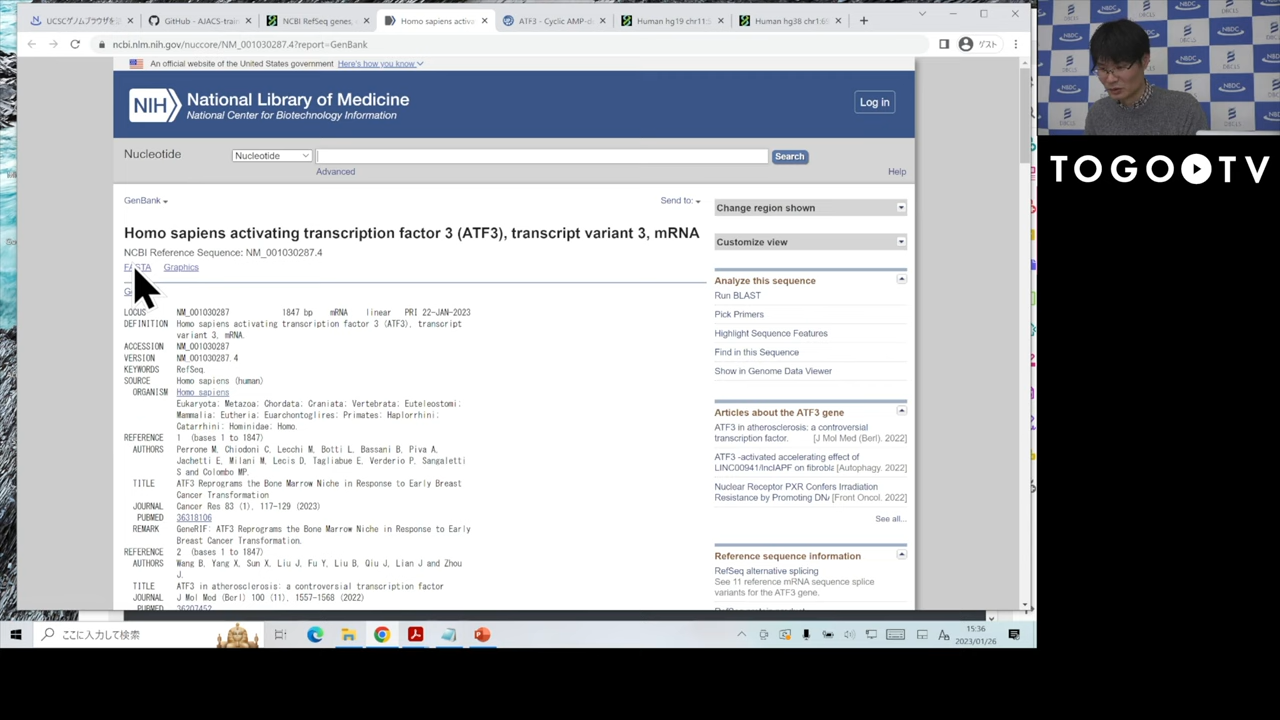 UCSCゲノムブラウザを
GitHub - AJACS-train
NCBI RefSeq genes,
Homo sapiens activa
ATF3 - Cyclic AMP-d
Human hg19 chr11:5
Human hg38 chr1:6
ncbi.nlm.nih.gov/nuccore/NM_001030287.4?report=GenBank
ゲスト
An official website of the United States government Here's how you know
NIH National Library of Medicine
National Center for Biotechnology Information
Log in
Nucleotide
Nucleotide
Search
Advanced
Help
GenBank
Send to:
Homo sapiens activating transcription factor 3 (ATF3), transcript variant 3, mRNA
NCBI Reference Sequence: NM_001030287.4
FASTA Graphics
LOCUS NM_001030287 1847 bp mRNA linear PRI 22-JAN-2023
DEFINITION Homo sapiens activating transcription factor 3 (ATF3), transcript
variant 3, mRNA.
ACCESSION NM_001030287
VERSION NM_001030287.4
KEYWORDS RefSeq.
SOURCE Homo sapiens (human)
ORGANISM Homo sapiens
Eukaryota; Metazoa; Chordata; Craniata; Vertebrata; Euteleostomi;
Mammalia; Eutheria; Euarchontoglires; Primates; Haplorrhini;
Catarrhini; Hominidae; Homo.
REFERENCE 1 (bases 1 to 1847)
AUTHORS Perrone M, Chiodoni C, Lecchi M, Botti L, Bassani B, Piva A,
Jachetti E, Milani M, Lecis D, Tagliabue E, Verderio P, Sangaletti
S and Colombo MP.
TITLE ATF3 Reprograms the Bone Marrow Niche in Response to Early Breast
Cancer Transformation
JOURNAL Cancer Res 83 (1), 117-129 (2023)
PUBMED 36318106
REMARK GeneRIF: ATF3 Reprograms the Bone Marrow Niche in Response to Early
Breast Cancer Transformation.
REFERENCE 2 (bases 1 to 1847)
AUTHORS Wang B, Yang X, Sun X, Liu J, Fu Y, Liu B, Qiu J, Lian J and Zhou
J.
TITLE ATF3 in atherosclerosis: a controversial transcription factor
JOURNAL J Mol Med (Berl) 100 (11), 1557-1568 (2022)
PUBMED 36207452
Change region shown
Customize view
Analyze this sequence
Run BLAST
Pick Primers
Highlight Sequence Features
Find in this Sequence
Show in Genome Data Viewer
Articles about the ATF3 gene
ATF3 in atherosclerosis: a controversial
transcription factor. [J Mol Med (Berl). 2022]
ATF3 -activated accelerating effect of
LINC00941/lncIAPF on fibrobla [Autophagy. 2022]
Nuclear Receptor PXR Confers Irradiation
Resistance by Promoting DNA [Front Oncol. 2022]
See all...
Reference sequence information
RefSeq alternative splicing
See 11 reference mRNA sequence splice
variants for the ATF3 gene.
ここに入力して検索
15:36
2023/01/26
NBDC
DBCLS
TOGO TV